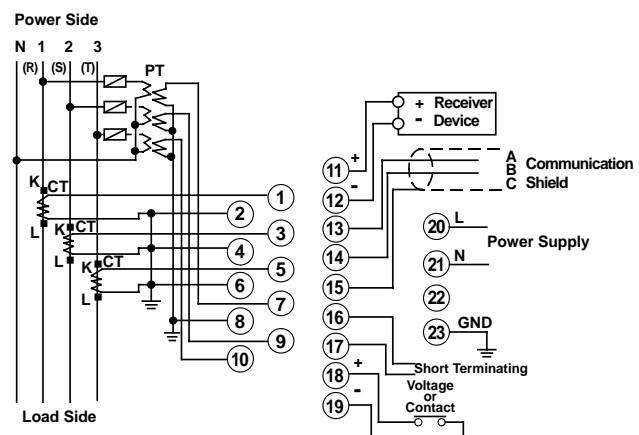 Power Side
N 1 2 3
(R) (S) (T)
PT
K CT
L
K CT
L
K CT
L
1
2
3
4
5
6
7
8
9
10
Load Side
+ Receiver
- Device
11 +
12 -
13
14
15
16
17
18 +
19 -
A Communication
B
C Shield
20 L
Power Supply
21 N
22
23 GND
Short Terminating
Voltage
or
Contact